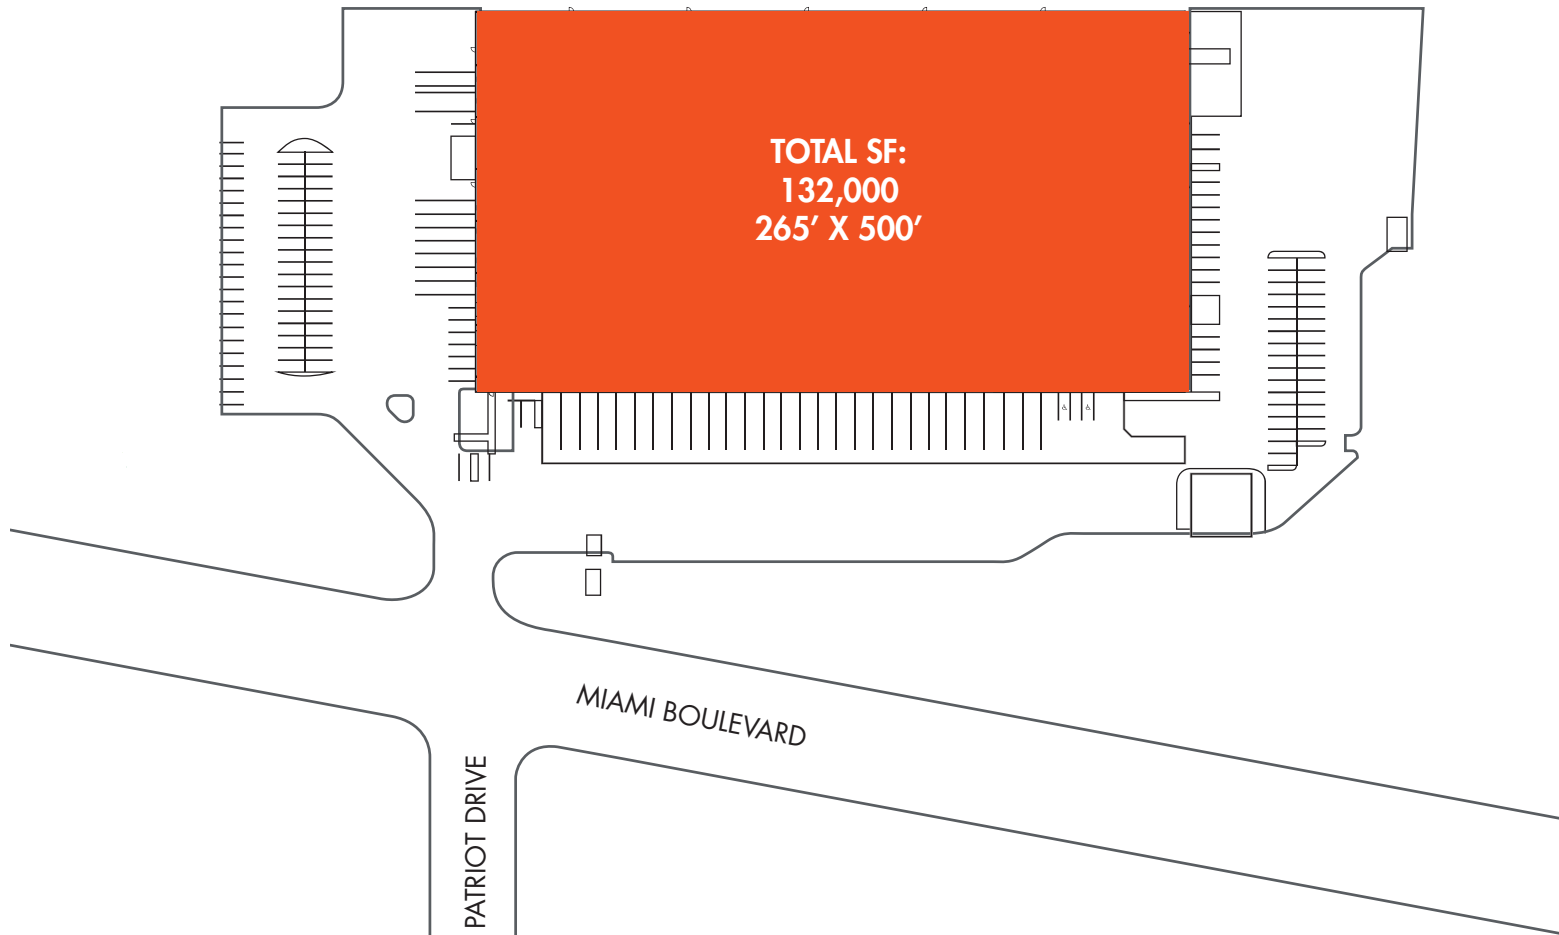 TOTAL SF:
132,000
265’ X 500’
MIAMI BOULEVARD
PATRIOT DRIVE